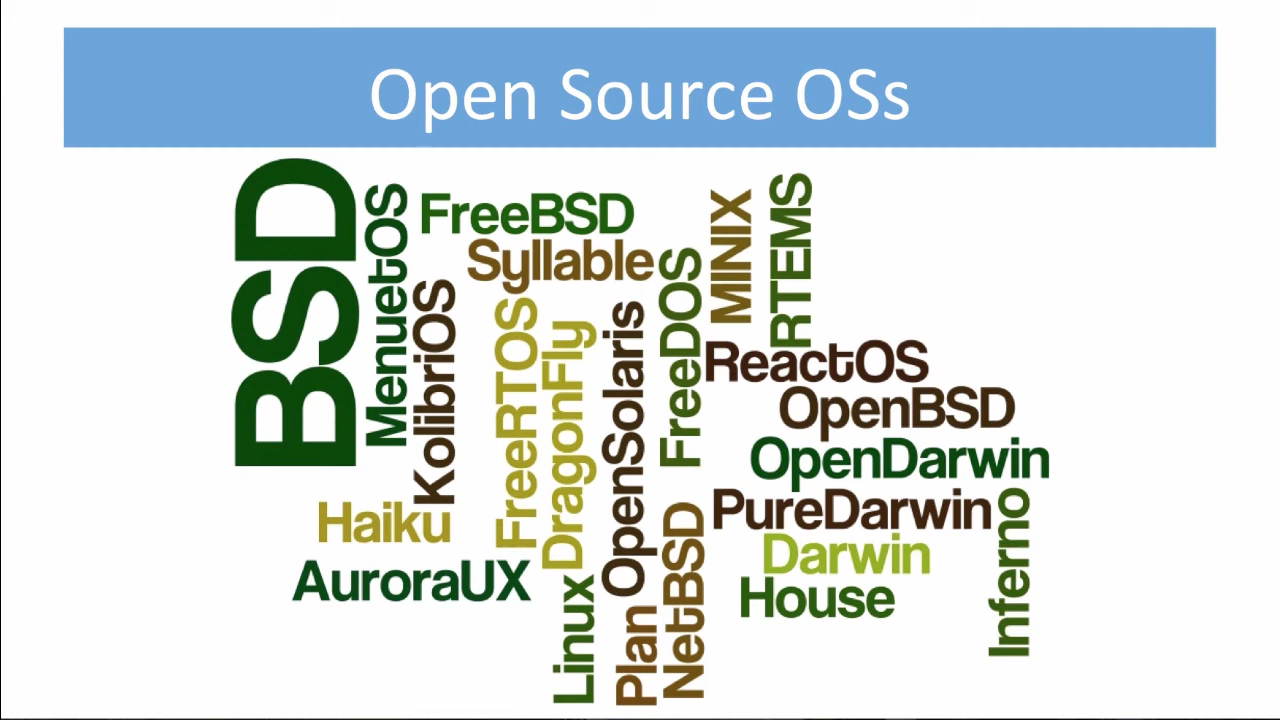 Open Source OSs
BSD
MenuetOS
FreeBSD
Syllable
KolibriOS
FreeRTOS
DragonFly
OpenSolaris
FreeDOS
MINIX
RTEMS
ReactOS
OpenBSD
OpenDarwin
PureDarwin
Darwin
House
Inferno
Haiku
AuroraUX
Linux
Plan
NetBSD